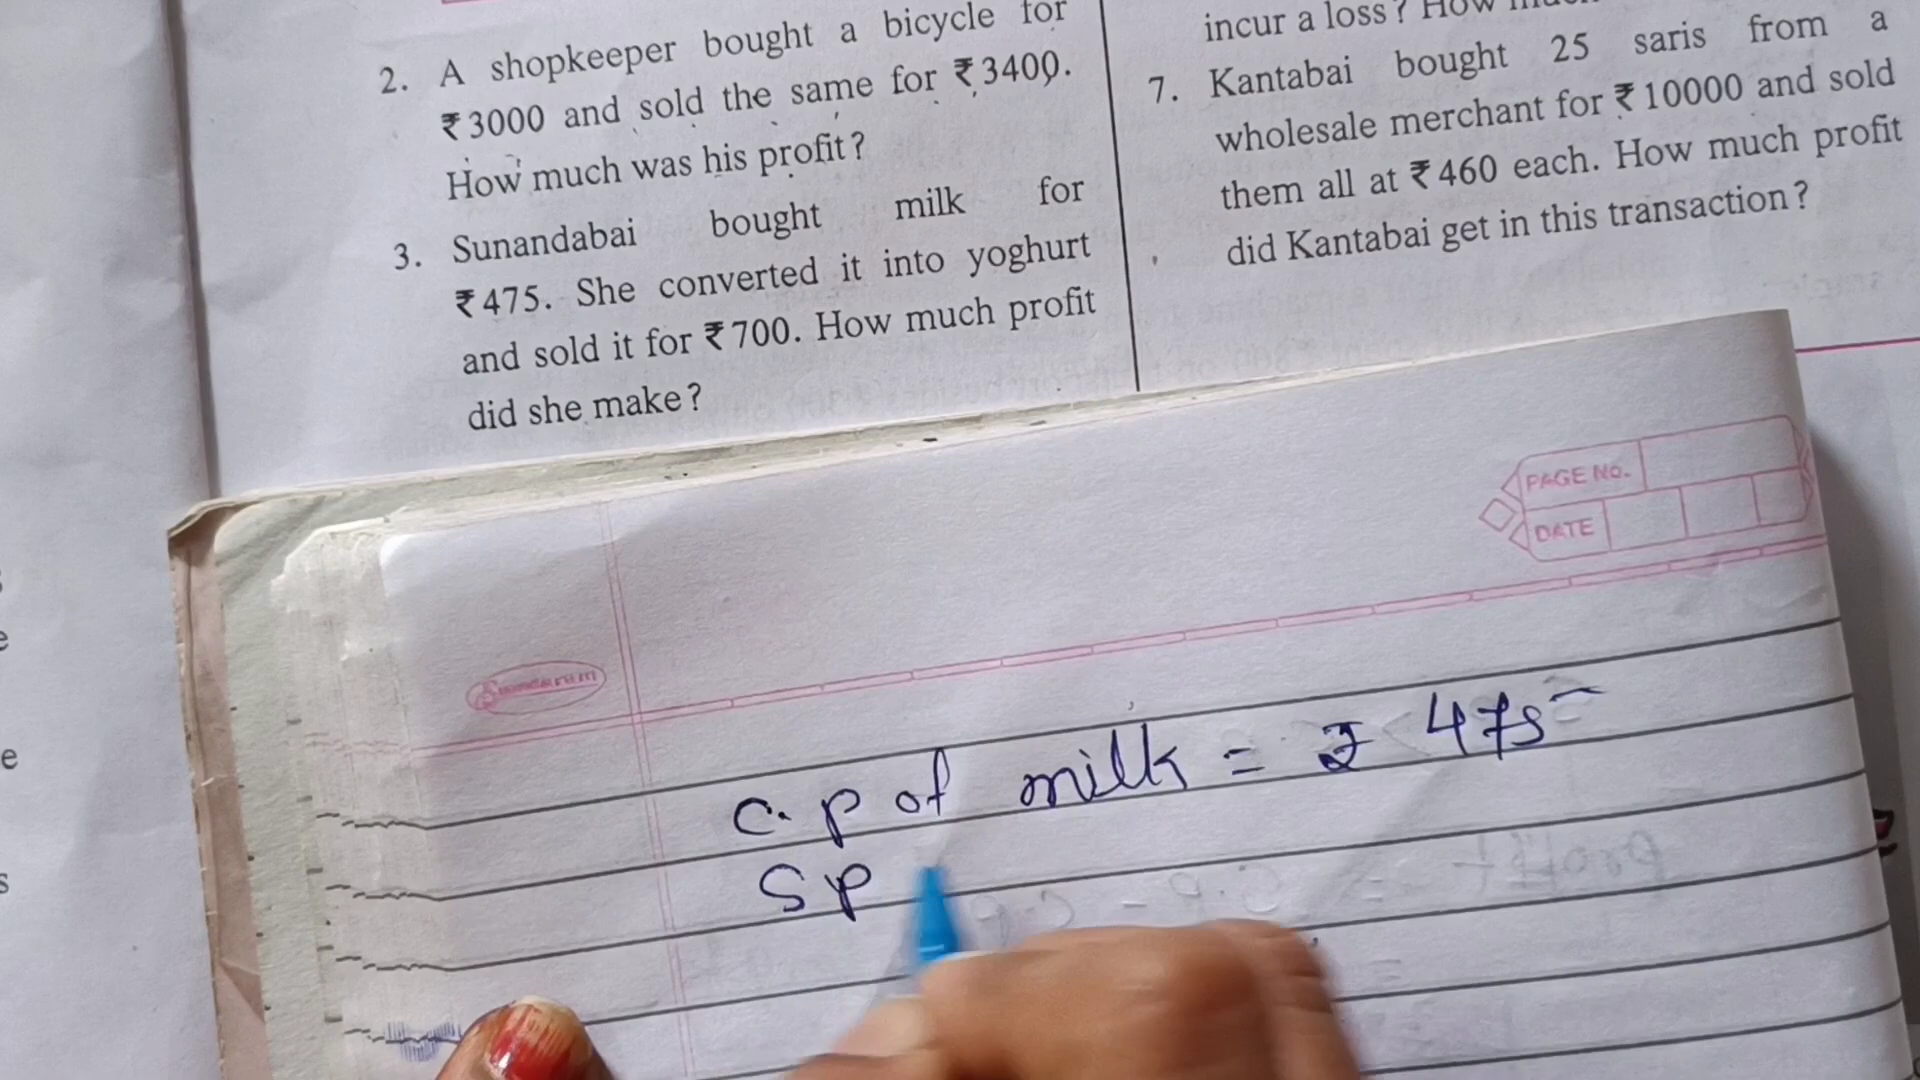 2. A shopkeeper bought a bicycle for
₹ 3000 and sold the same for ₹ 3400.
How much was his profit ?
3. Sunandabai bought milk for
₹ 475. She converted it into yoghurt
and sold it for ₹ 700. How much profit
did she make ?
incur a loss ? How
7. Kantabai bought 25 saris from a
wholesale merchant for ₹ 10000 and sold
them all at ₹ 460 each. How much profit
did Kantabai get in this transaction ?
PAGE NO.
DATE
Sundaram
C.P of milk = ₹ 475
SP